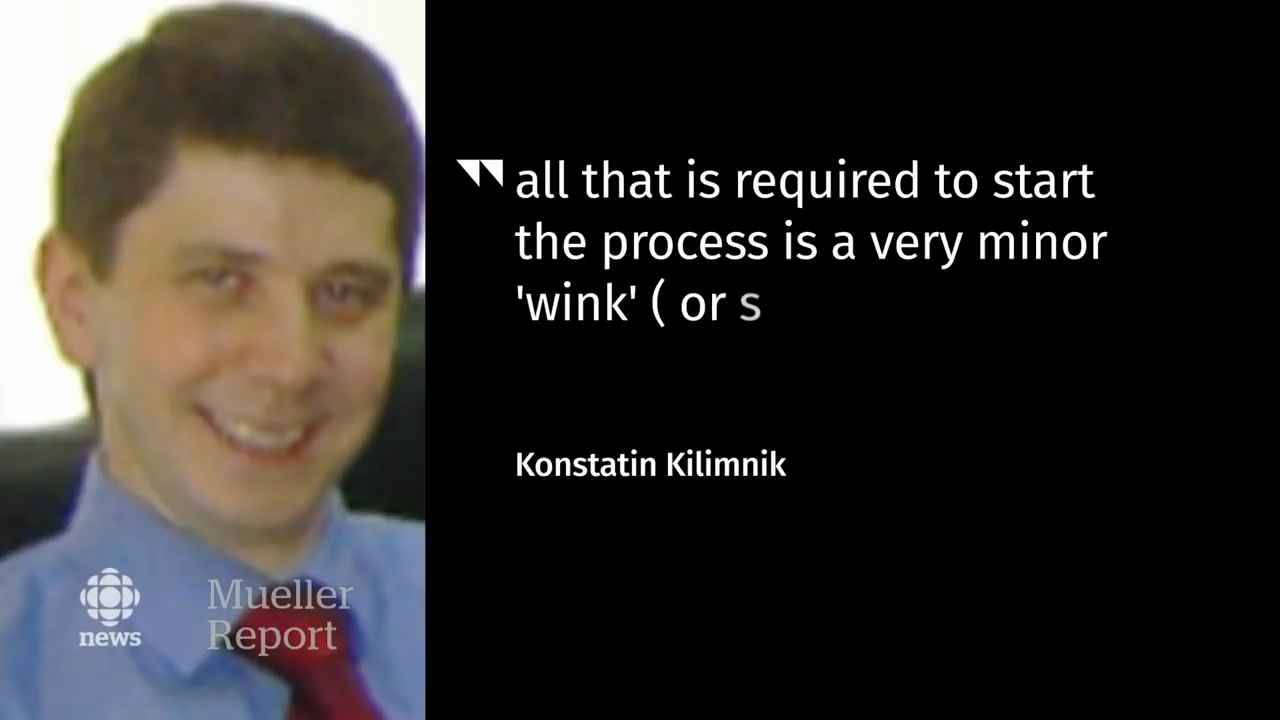 all that is required to start
the process is a very minor
'wink' ( or s
Konstatin Kilimnik
Mueller
Report
news